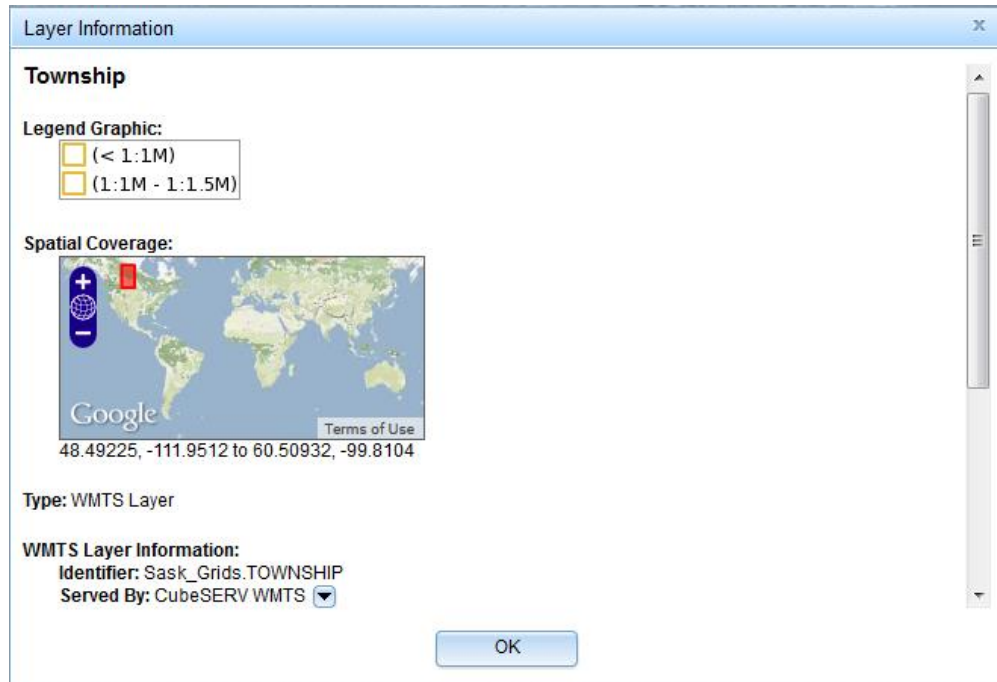 Layer Information x
Township
Legend Graphic:
(< 1:1M)
(1:1M - 1:1.5M)
Spatial Coverage:
Google
Terms of Use
48.49225, -111.9512 to 60.50932, -99.8104
Type: WMTS Layer
WMTS Layer Information:
Identifier: Sask_Grids.TOWNSHIP
Served By: CubeSERV WMTS
OK